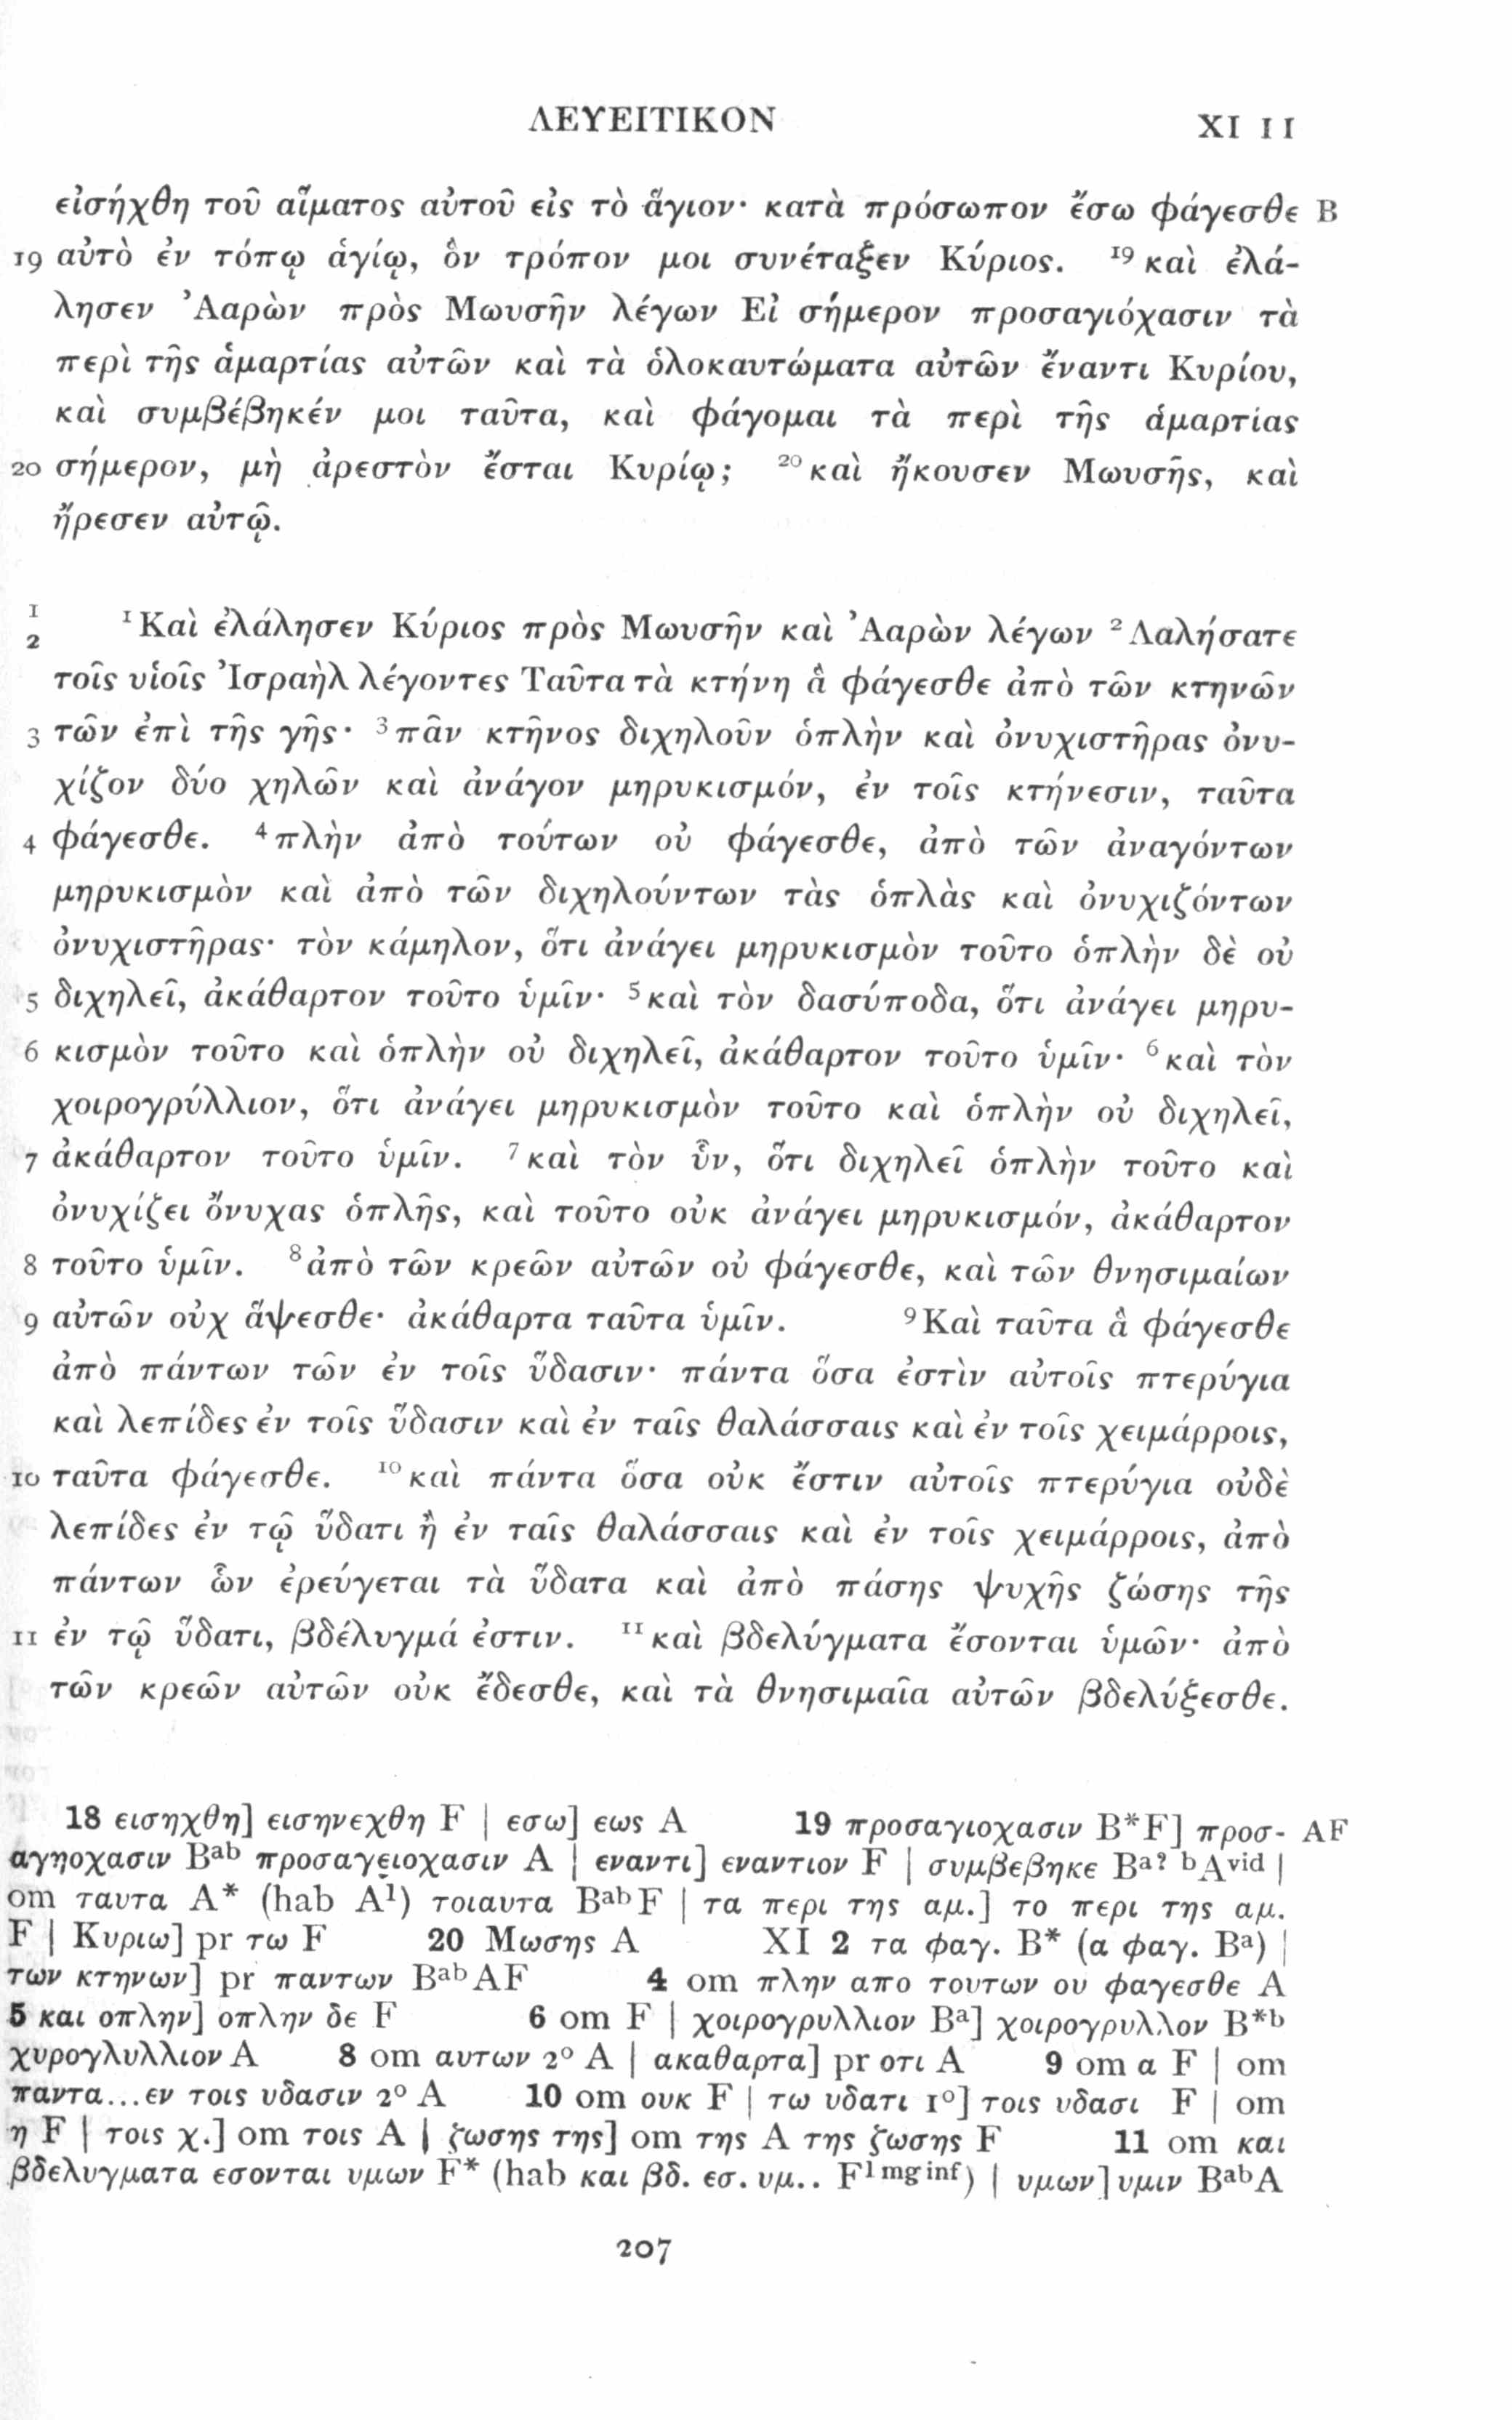 ΛΕΥΕΙΤΙΚΟΝ XI 11
εἰσήχθη τοῦ αἵματος αὐτοῦ εἰς τὸ ἅγιον· κατὰ πρόσωπον ἔσω φάγεσθε B
19 αὐτὸ ἐν τόπῳ ἁγίῳ, ὃν τρόπον μοι συνέταξεν Κύριος. ¹⁹καὶ ἐλά-
λησεν Ἀαρὼν πρὸς Μωυσῆν λέγων Εἰ σήμερον προσαγιόχασιν τὰ
περὶ τῆς ἁμαρτίας αὐτῶν καὶ τὰ ὁλοκαυτώματα αὐτῶν ἔναντι Κυρίου,
καὶ συμβέβηκέν μοι ταῦτα, καὶ φάγομαι τὰ περὶ τῆς ἁμαρτίας
20 σήμερον, μὴ ἀρεστὸν ἔσται Κυρίῳ; ²⁰καὶ ἤκουσεν Μωυσῆς, καὶ
ἤρεσεν αὐτῷ.
1
2 ¹Καὶ ἐλάλησεν Κύριος πρὸς Μωυσῆν καὶ Ἀαρὼν λέγων ²Λαλήσατε
τοῖς υἱοῖς Ἰσραὴλ λέγοντες Ταῦτα τὰ κτήνη ἃ φάγεσθε ἀπὸ τῶν κτηνῶν
3 τῶν ἐπὶ τῆς γῆς· ³πᾶν κτῆνος διχηλοῦν ὁπλὴν καὶ ὀνυχιστῆρας ὀνυ-
χίζον δύο χηλῶν καὶ ἀνάγον μηρυκισμόν, ἐν τοῖς κτήνεσιν, ταῦτα
4 φάγεσθε. ⁴πλὴν ἀπὸ τούτων οὐ φάγεσθε, ἀπὸ τῶν ἀναγόντων
μηρυκισμὸν καὶ ἀπὸ τῶν διχηλούντων τὰς ὁπλὰς καὶ ὀνυχιζόντων
ὀνυχιστῆρας· τὸν κάμηλον, ὅτι ἀνάγει μηρυκισμὸν τοῦτο ὁπλὴν δὲ οὐ
5 διχηλεῖ, ἀκάθαρτον τοῦτο ὑμῖν· ⁵καὶ τὸν δασύποδα, ὅτι ἀνάγει μηρυ-
6 κισμὸν τοῦτο καὶ ὁπλὴν οὐ διχηλεῖ, ἀκάθαρτον τοῦτο ὑμῖν· ⁶καὶ τὸν
χοιρογρύλλιον, ὅτι ἀνάγει μηρυκισμὸν τοῦτο καὶ ὁπλὴν οὐ διχηλεῖ,
7 ἀκάθαρτον τοῦτο ὑμῖν. ⁷καὶ τὸν ὗν, ὅτι διχηλεῖ ὁπλὴν τοῦτο καὶ
ὀνυχίζει ὄνυχας ὁπλῆς, καὶ τοῦτο οὐκ ἀνάγει μηρυκισμόν, ἀκάθαρτον
8 τοῦτο ὑμῖν. ⁸ἀπὸ τῶν κρεῶν αὐτῶν οὐ φάγεσθε, καὶ τῶν θνησιμαίων
9 αὐτῶν οὐχ ἅψεσθε· ἀκάθαρτα ταῦτα ὑμῖν. ⁹Καὶ ταῦτα ἃ φάγεσθε
ἀπὸ πάντων τῶν ἐν τοῖς ὕδασιν· πάντα ὅσα ἐστὶν αὐτοῖς πτερύγια
καὶ λεπίδες ἐν τοῖς ὕδασιν καὶ ἐν ταῖς θαλάσσαις καὶ ἐν τοῖς χειμάρροις,
10 ταῦτα φάγεσθε. ¹⁰καὶ πάντα ὅσα οὐκ ἔστιν αὐτοῖς πτερύγια οὐδὲ
λεπίδες ἐν τῷ ὕδατι ἢ ἐν ταῖς θαλάσσαις καὶ ἐν τοῖς χειμάρροις, ἀπὸ
πάντων ὧν ἐρεύγεται τὰ ὕδατα καὶ ἀπὸ πάσης ψυχῆς ζώσης τῆς
11 ἐν τῷ ὕδατι, βδέλυγμά ἐστιν. ¹¹καὶ βδελύγματα ἔσονται ὑμῶν· ἀπὸ
τῶν κρεῶν αὐτῶν οὐκ ἔδεσθε, καὶ τὰ θνησιμαῖα αὐτῶν βδελύξεσθε.
18 εισηχθη] εισηνεχθη F | εσω] εως A 19 προσαγιοχασιν B*F] προσ- AF
αγηοχασιν Bᵃᵇ προσαγειοχασιν A | εναντι] εναντιον F | συμβεβηκε Bᵃ? ᵇAᵛⁱᵈ |
om ταυτα A* (hab A¹) τοιαυτα BᵃᵇF | τα περι της αμ.] το περι της αμ.
F | Κυριω] pr τω F 20 Μωσης A XI 2 τα φαγ. B* (α φαγ. Bᵃ) |
των κτηνων] pr παντων BᵃᵇAF 4 om πλην απο τουτων ου φαγεσθε A
5 και οπλην] οπλην δε F 6 om F | χοιρογρυλλιον Bᵃ] χοιρογρυλλον B*ᵇ
χυρογλυλλιον A 8 om αυτων 2° A | ακαθαρτα] pr οτι A 9 om α F | om
παντα...εν τοις υδασιν 2° A 10 om ουκ F | τω υδατι 1°] τοις υδασι F | om
η F | τοις χ.] om τοις A | ζωσης της] om της A της ζωσης F 11 om και
βδελυγματα εσονται υμων F* (hab και βδ. εσ. υμ.. F¹ᵐᵍⁱⁿᶠ) | υμων] υμιν BᵃᵇA
207